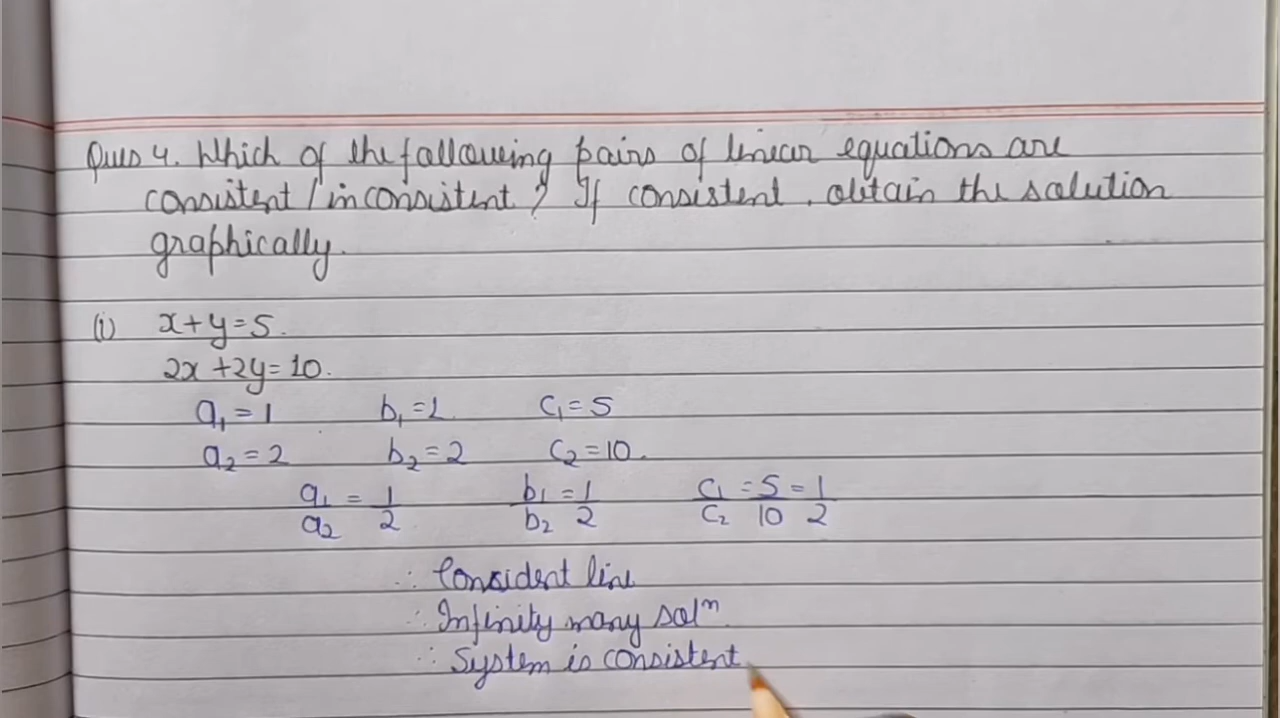 Ques 4. Which of the following pairs of linear equations are
consistent / inconsistent ? If consistent, obtain the solution
graphically.
(i) x+y=5.
2x+2y=10.
a₁=1 b₁=1 c₁=5
a₂=2 b₂=2 c₂=10.
a₁/a₂ = 1/2 b₁/b₂ = 1/2 c₁/c₂ = 5/10 = 1/2
∴ Consident line
∴ Infinity many solⁿ.
∴ System is consistent